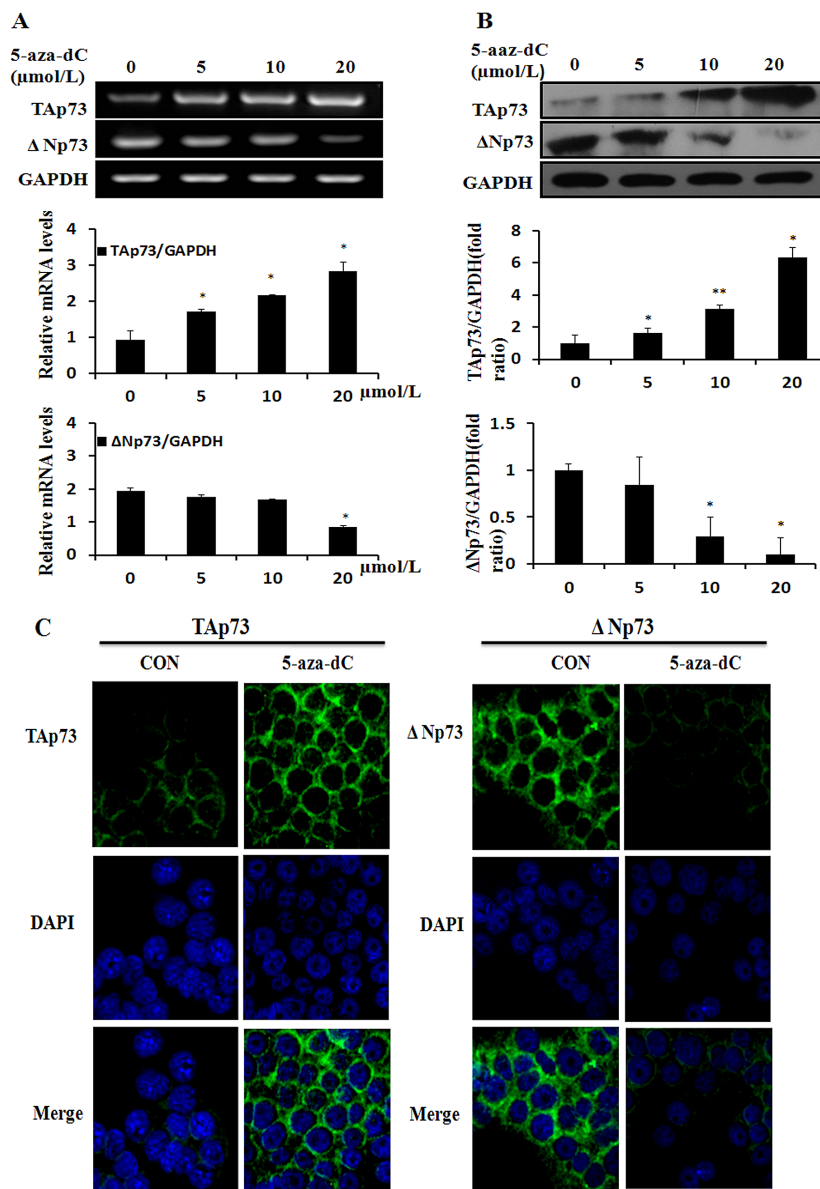 A
5-aza-dC
(µmol/L)
0 5 10 20
TAp73
Δ Np73
GAPDH
Relative mRNA levels
4
3
2
1
0
TAp73/GAPDH
*
*
*
0 5 10 20 µmol/L
Relative mRNA levels
4
3
2
1
0
ΔNp73/GAPDH
*
0 5 10 20 µmol/L
B
5-aaz-dC
(µmol/L)
0 5 10 20
TAp73
ΔNp73
GAPDH
TAp73/GAPDH(fold
ratio)
8
6
4
2
0
*
**
*
0 5 10 20
ΔNp73/GAPDH(fold
ratio)
1.5
1
0.5
0
*
*
0 5 10 20
C
TAp73
CON 5-aza-dC
TAp73
DAPI
Merge
Δ Np73
CON 5-aza-dC
Δ Np73
DAPI
Merge